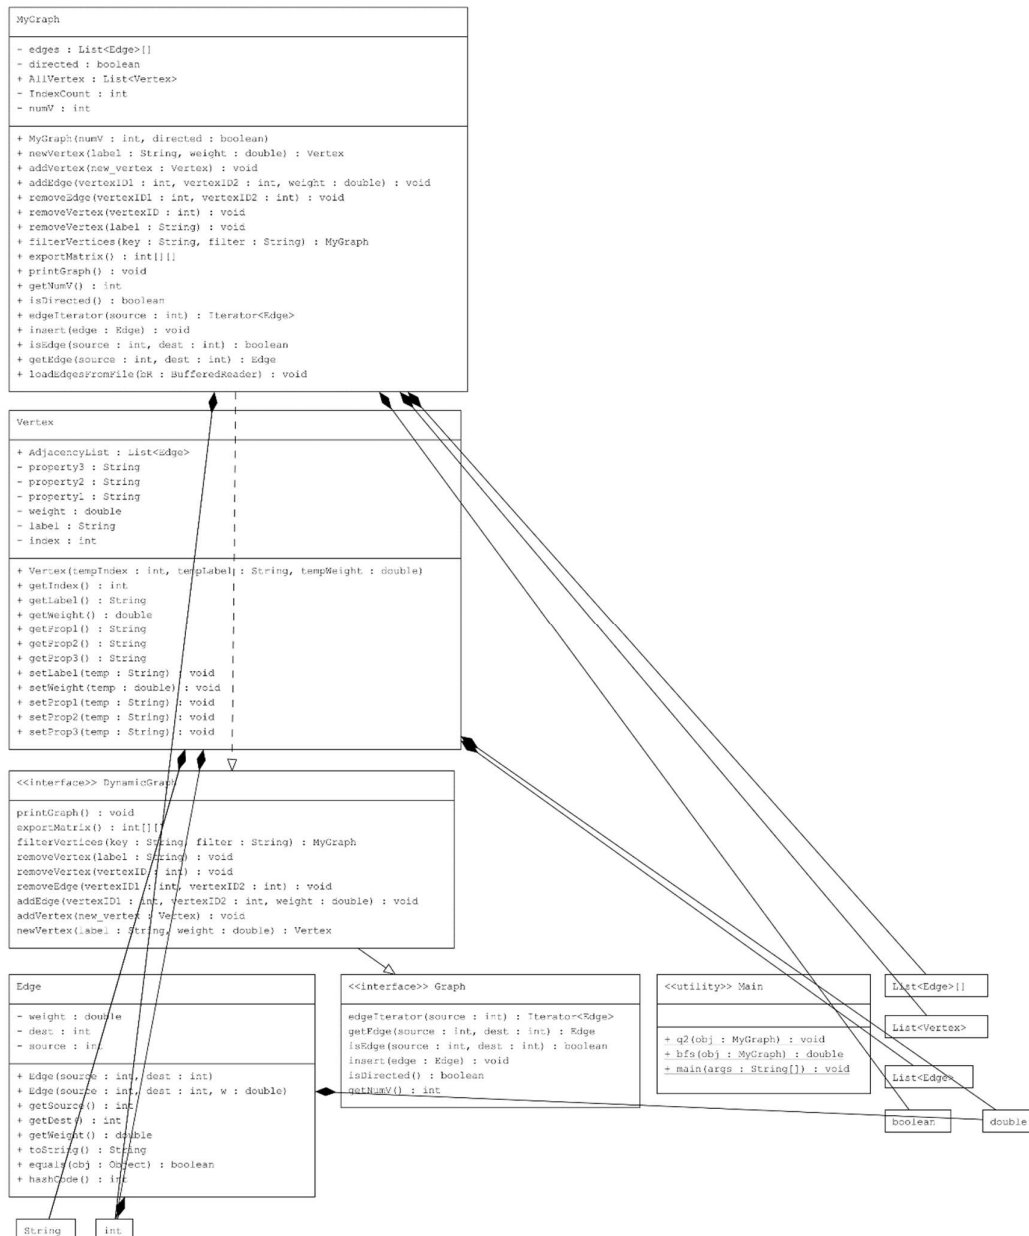 MyGraph
- edges : List<Edge>[]
- directed : boolean
+ AllVertex : List<Vertex>
- IndexCount : int
- numV : int
+ MyGraph(numV : int, directed : boolean)
+ newVertex(label : String, weight : double) : Vertex
+ addVertex(new_vertex : Vertex) : void
+ addEdge(vertexID1 : int, vertexID2 : int, weight : double) : void
+ removeEdge(vertexID1 : int, vertexID2 : int) : void
+ removeVertex(vertexID : int) : void
+ removeVertex(label : String) : void
+ filterVertices(key : String, filter : String) : MyGraph
+ exportMatrix() : int[][]
+ printGraph() : void
+ getNumV() : int
+ isDirected() : boolean
+ edgeIterator(source : int) : Iterator<Edge>
+ insert(edge : Edge) : void
+ isEdge(source : int, dest : int) : boolean
+ getEdge(source : int, dest : int) : Edge
+ loadEdgesFromFile(bR : BufferedReader) : void
Vertex
+ AdjacencyList : List<Edge>
- property3 : String
- property2 : String
- property1 : String
- weight : double
- label : String
- index : int
+ Vertex(tempIndex : int, tempLabel : String, tempWeight : double)
+ getIndex() : int
+ getLabel() : String
+ getWeight() : double
+ getProp1() : String
+ getProp2() : String
+ getProp3() : String
+ setLabel(temp : String) : void
+ setWeight(temp : double) : void
+ setProp1(temp : String) : void
+ setProp2(temp : String) : void
+ setProp3(temp : String) : void
<<interface>> DynamicGraph
printGraph() : void
exportMatrix() : int[][]
filterVertices(key : String, filter : String) : MyGraph
removeVertex(label : String) : void
removeVertex(vertexID : int) : void
removeEdge(vertexID1 : int, vertexID2 : int) : void
addEdge(vertexID1 : int, vertexID2 : int, weight : double) : void
addVertex(new_vertex : Vertex) : void
newVertex(label : String, weight : double) : Vertex
Edge
- weight : double
- dest : int
- source : int
+ Edge(source : int, dest : int)
+ Edge(source : int, dest : int, w : double)
+ getSource() : int
+ getDest() : int
+ getWeight() : double
+ toString() : String
+ equals(obj : Object) : boolean
+ hashCode() : int
<<interface>> Graph
edgeIterator(source : int) : Iterator<Edge>
getEdge(source : int, dest : int) : Edge
isEdge(source : int, dest : int) : boolean
insert(edge : Edge) : void
isDirected() : boolean
getNumV() : int
<<utility>> Main
+ q2(obj : MyGraph) : void
+ bfs(obj : MyGraph) : double
+ main(args : String[]) : void
List<Edge>[]
List<Vertex>
List<Edge>
boolean
double
String
int